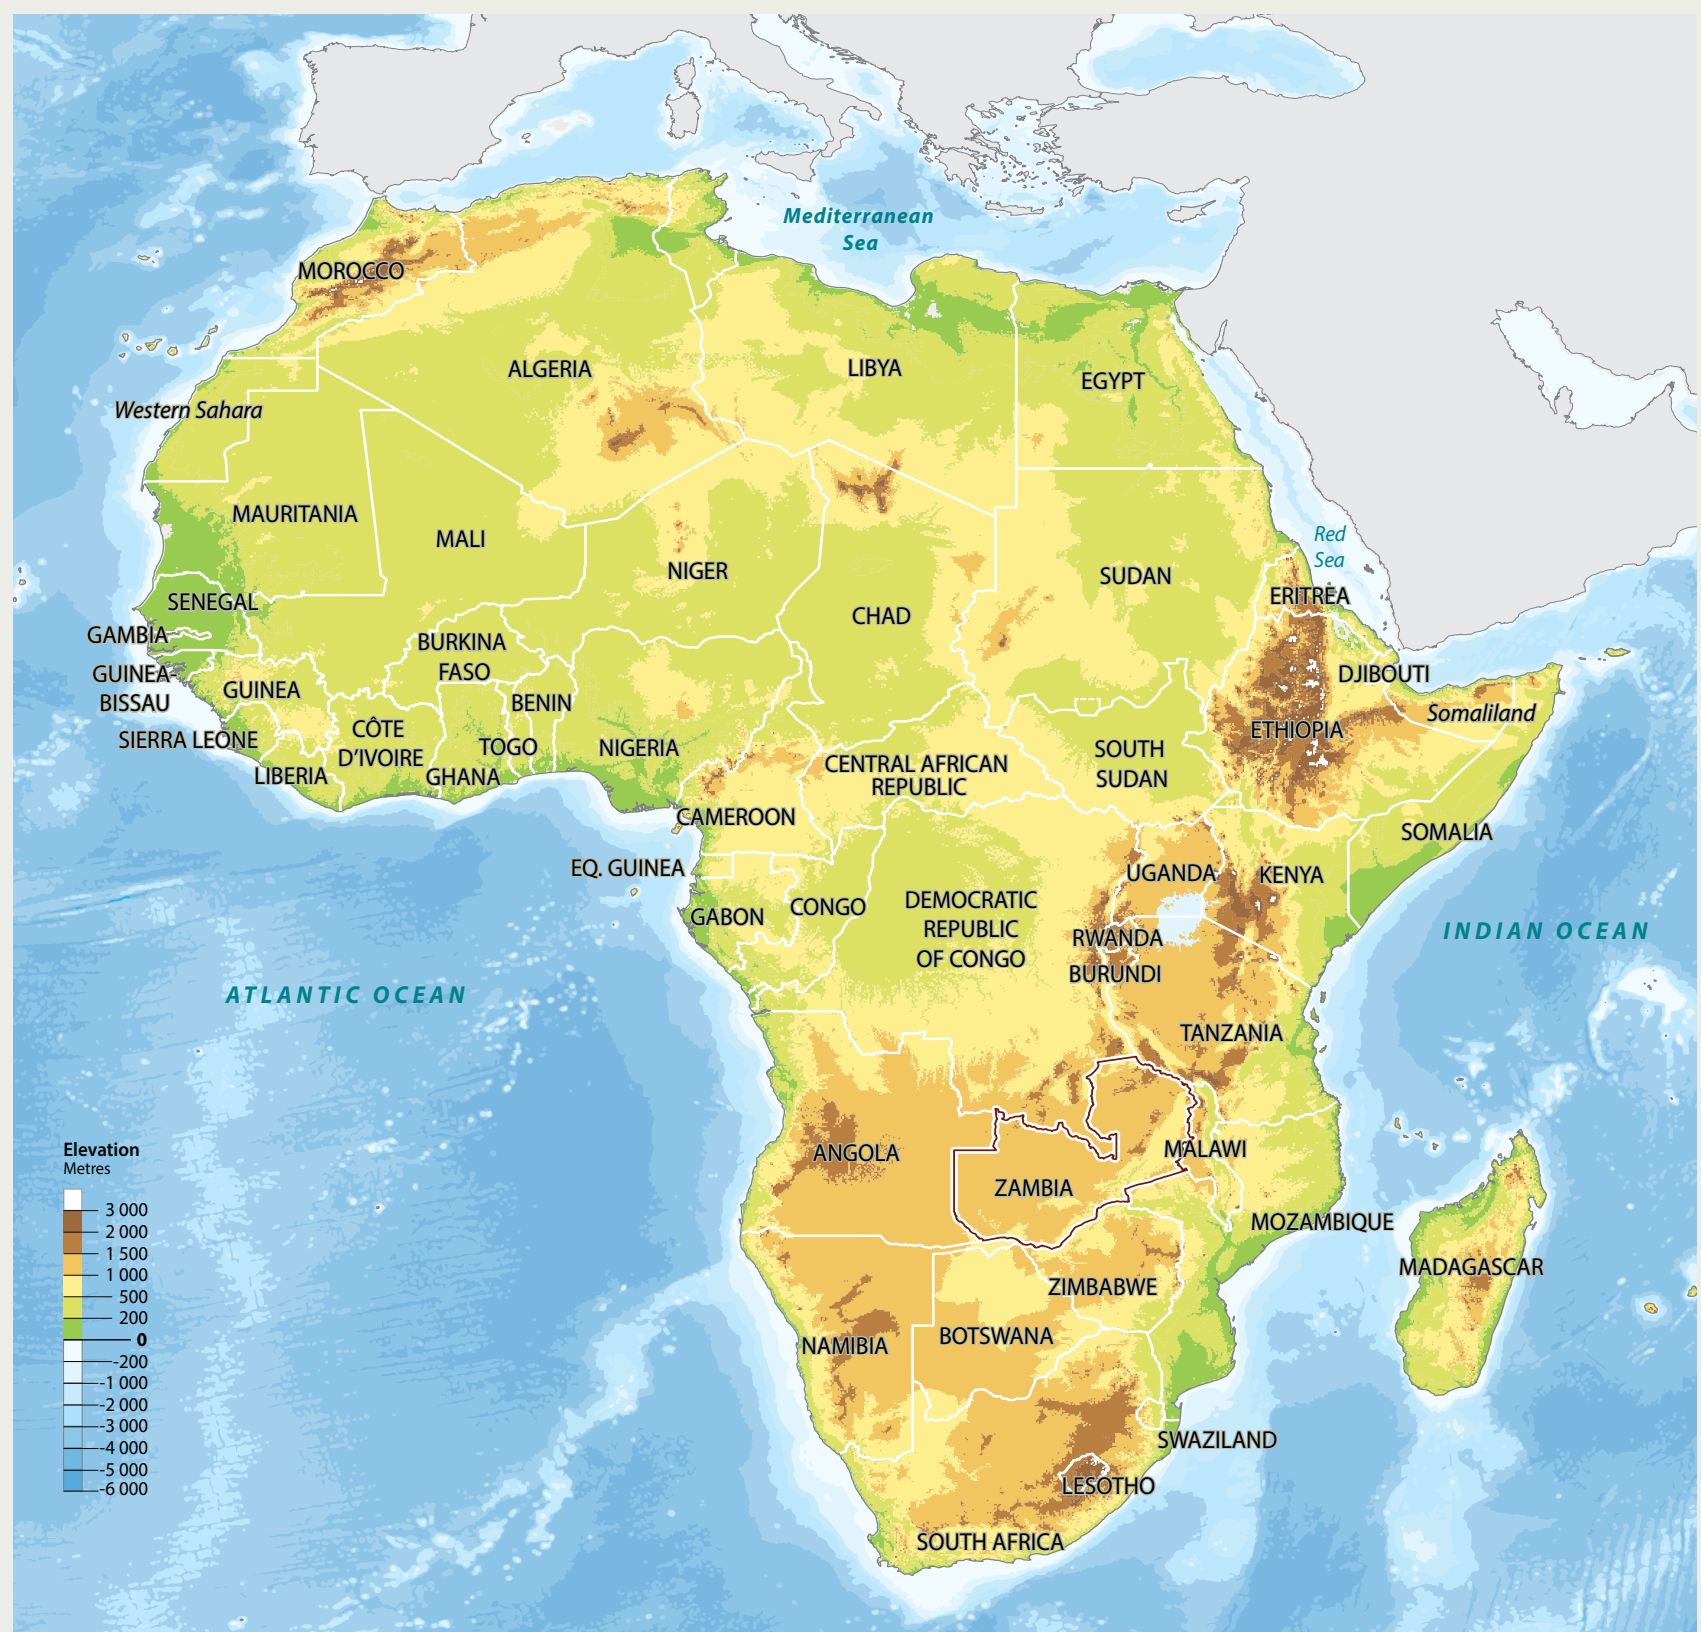 Mediterranean
Sea
MOROCCO
ALGERIA
LIBYA
EGYPT
Western Sahara
MAURITANIA
MALI
NIGER
CHAD
SUDAN
Red
Sea
ERITREA
SENEGAL
GAMBIA
GUINEA-
BISSAU
GUINEA
BURKINA
FASO
BENIN
DJIBOUTI
Somaliland
SIERRA LEONE
CÔTE
D'IVOIRE
TOGO
NIGERIA
ETHIOPIA
LIBERIA
GHANA
CENTRAL AFRICAN
REPUBLIC
SOUTH
SUDAN
CAMEROON
SOMALIA
EQ. GUINEA
UGANDA
KENYA
GABON
CONGO
DEMOCRATIC
REPUBLIC
OF CONGO
RWANDA
BURUNDI
INDIAN OCEAN
ATLANTIC OCEAN
TANZANIA
ANGOLA
ZAMBIA
MALAWI
MOZAMBIQUE
MADAGASCAR
ZIMBABWE
NAMIBIA
BOTSWANA
SWAZILAND
LESOTHO
SOUTH AFRICA
Elevation
Metres
3 000
2 000
1 500
1 000
500
200
0
-200
-1 000
-2 000
-3 000
-4 000
-5 000
-6 000